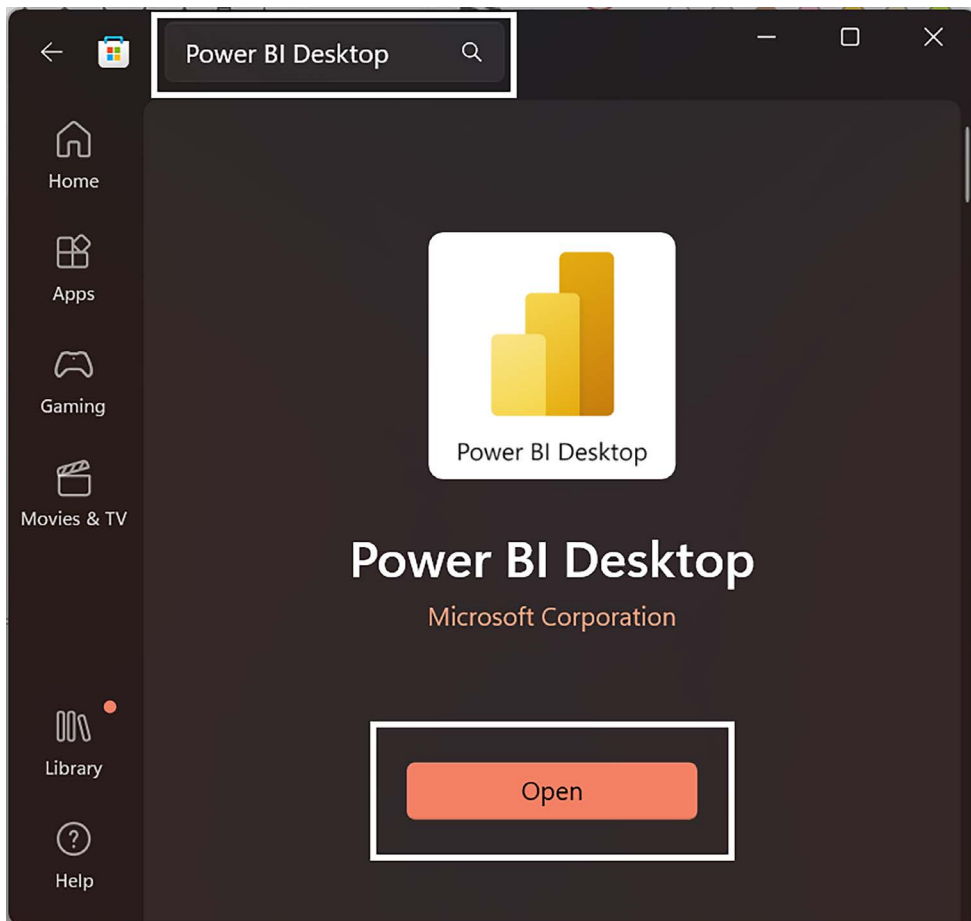 Power BI Desktop
Home
Apps
Gaming
Movies & TV
Library
Help
Power BI Desktop
Power BI Desktop
Microsoft Corporation
Open